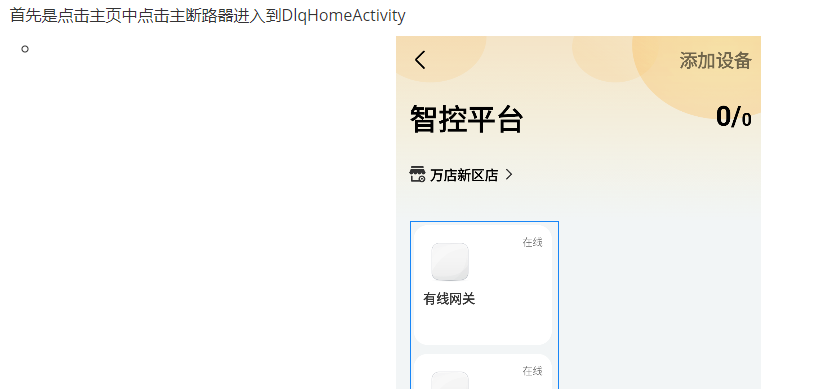 首先是点击主页中点击主断路器进入到DlqHomeActivity
添加设备
智控平台 0/0
万店新区店
在线
有线网关
在线